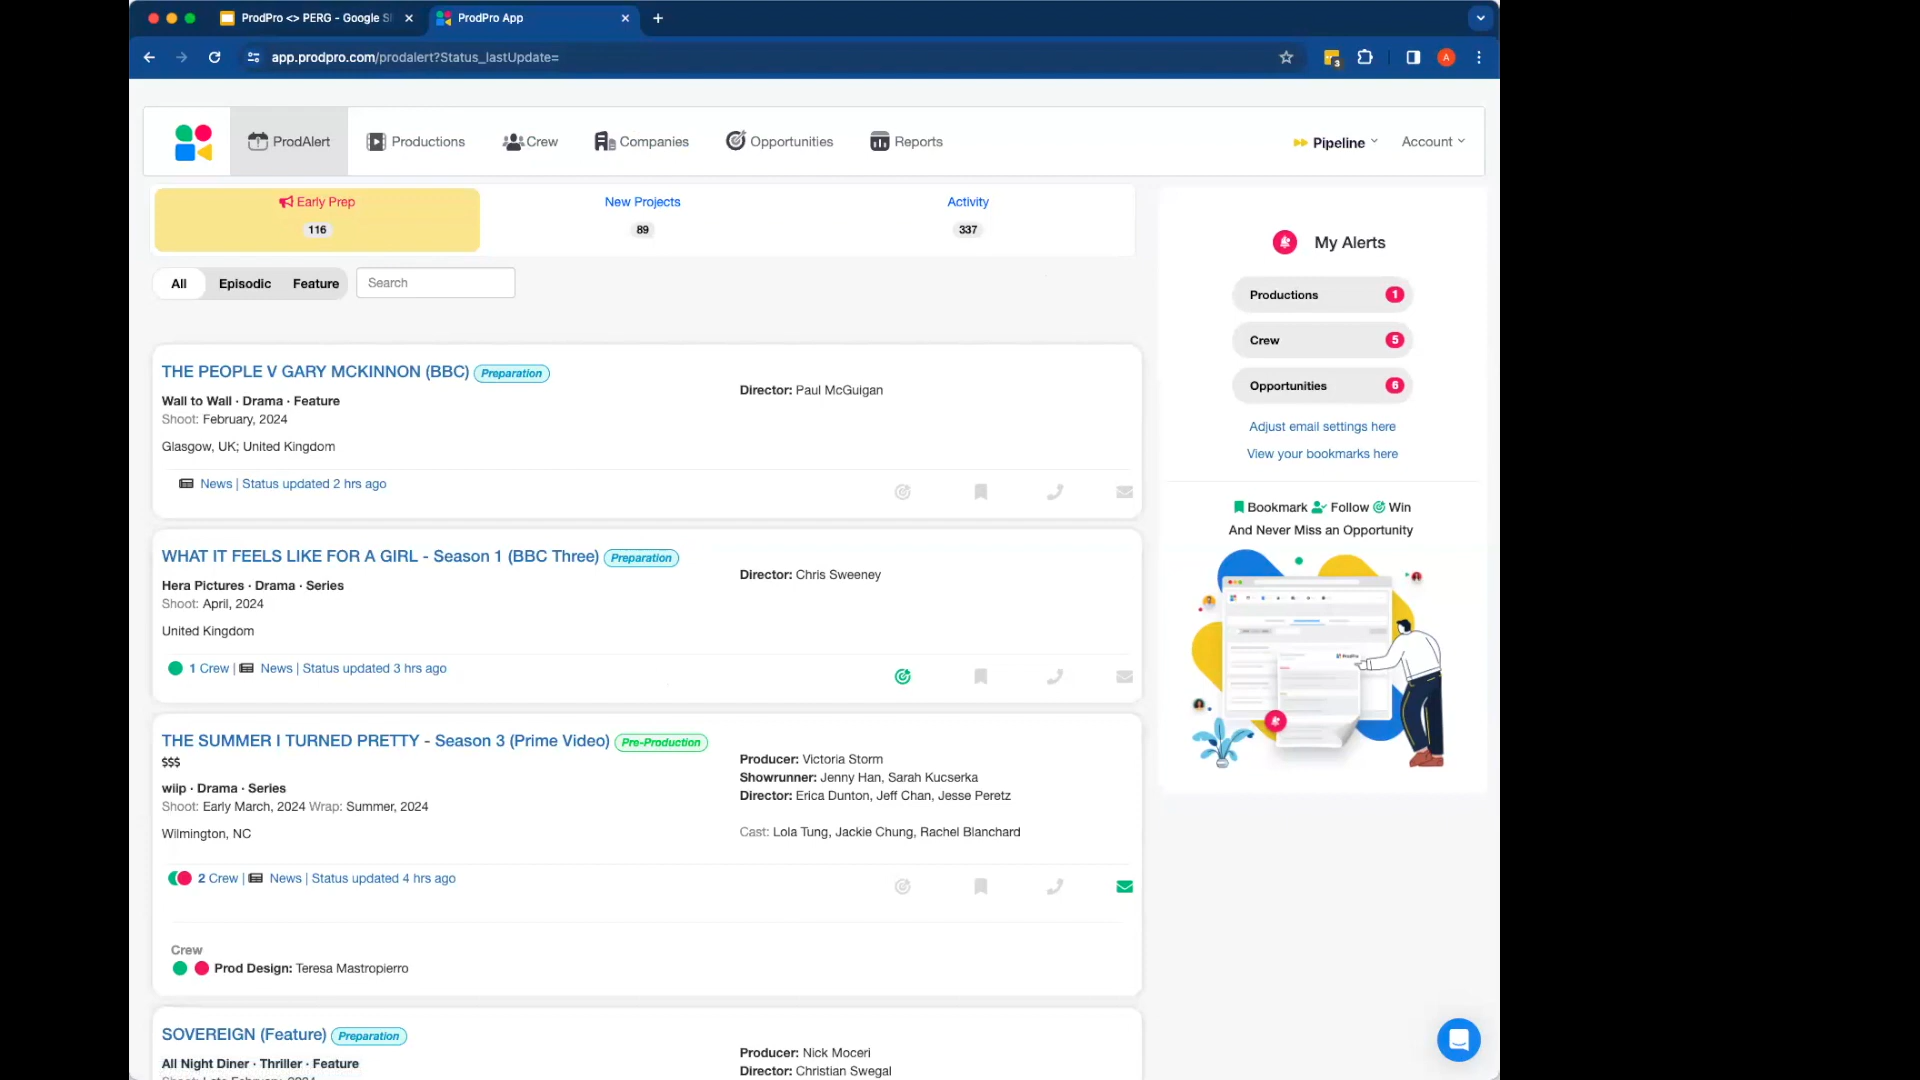 ProdPro <> PERG - Google Sl
ProdPro App
app.prodpro.com/prodalert?Status_lastUpdate=
3
A
ProdAlert
Productions
Crew
Companies
Opportunities
Reports
Pipeline
Account
Early Prep
116
New Projects
89
Activity
337
All
Episodic
Feature
Search
THE PEOPLE V GARY MCKINNON (BBC) Preparation
Wall to Wall · Drama · Feature
Shoot: February, 2024
Glasgow, UK; United Kingdom
Director: Paul McGuigan
News | Status updated 2 hrs ago
WHAT IT FEELS LIKE FOR A GIRL - Season 1 (BBC Three) Preparation
Hera Pictures · Drama · Series
Shoot: April, 2024
United Kingdom
Director: Chris Sweeney
1 Crew | News | Status updated 3 hrs ago
THE SUMMER I TURNED PRETTY - Season 3 (Prime Video) Pre-Production
$$$
wiip · Drama · Series
Shoot: Early March, 2024 Wrap: Summer, 2024
Wilmington, NC
Producer: Victoria Storm
Showrunner: Jenny Han, Sarah Kucserka
Director: Erica Dunton, Jeff Chan, Jesse Peretz
Cast: Lola Tung, Jackie Chung, Rachel Blanchard
2 Crew | News | Status updated 4 hrs ago
Crew
Prod Design: Teresa Mastropierro
SOVEREIGN (Feature) Preparation
All Night Diner · Thriller · Feature
Shoot: Late February, 2024
Producer: Nick Moceri
Director: Christian Swegal
My Alerts
Productions 1
Crew 5
Opportunities 6
Adjust email settings here
View your bookmarks here
Bookmark Follow Win
And Never Miss an Opportunity
ProdPro